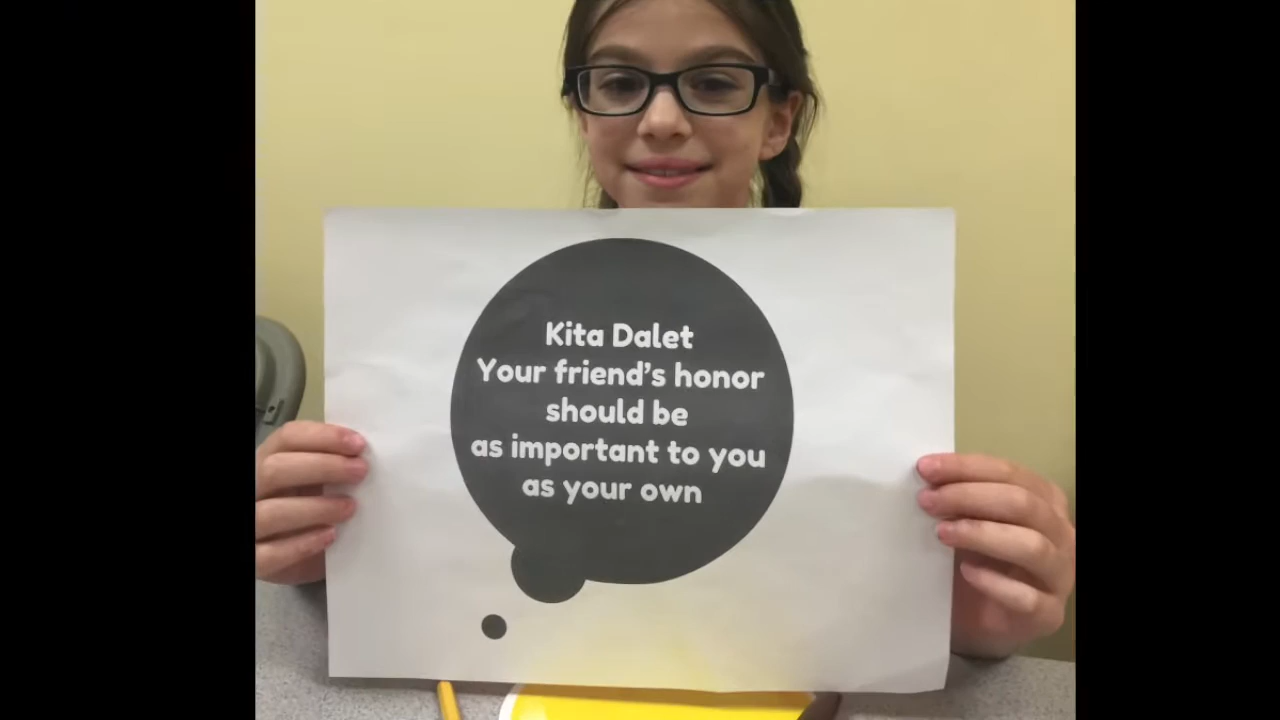 Kita Dalet
Your friend's honor
should be
as important to you
as your own